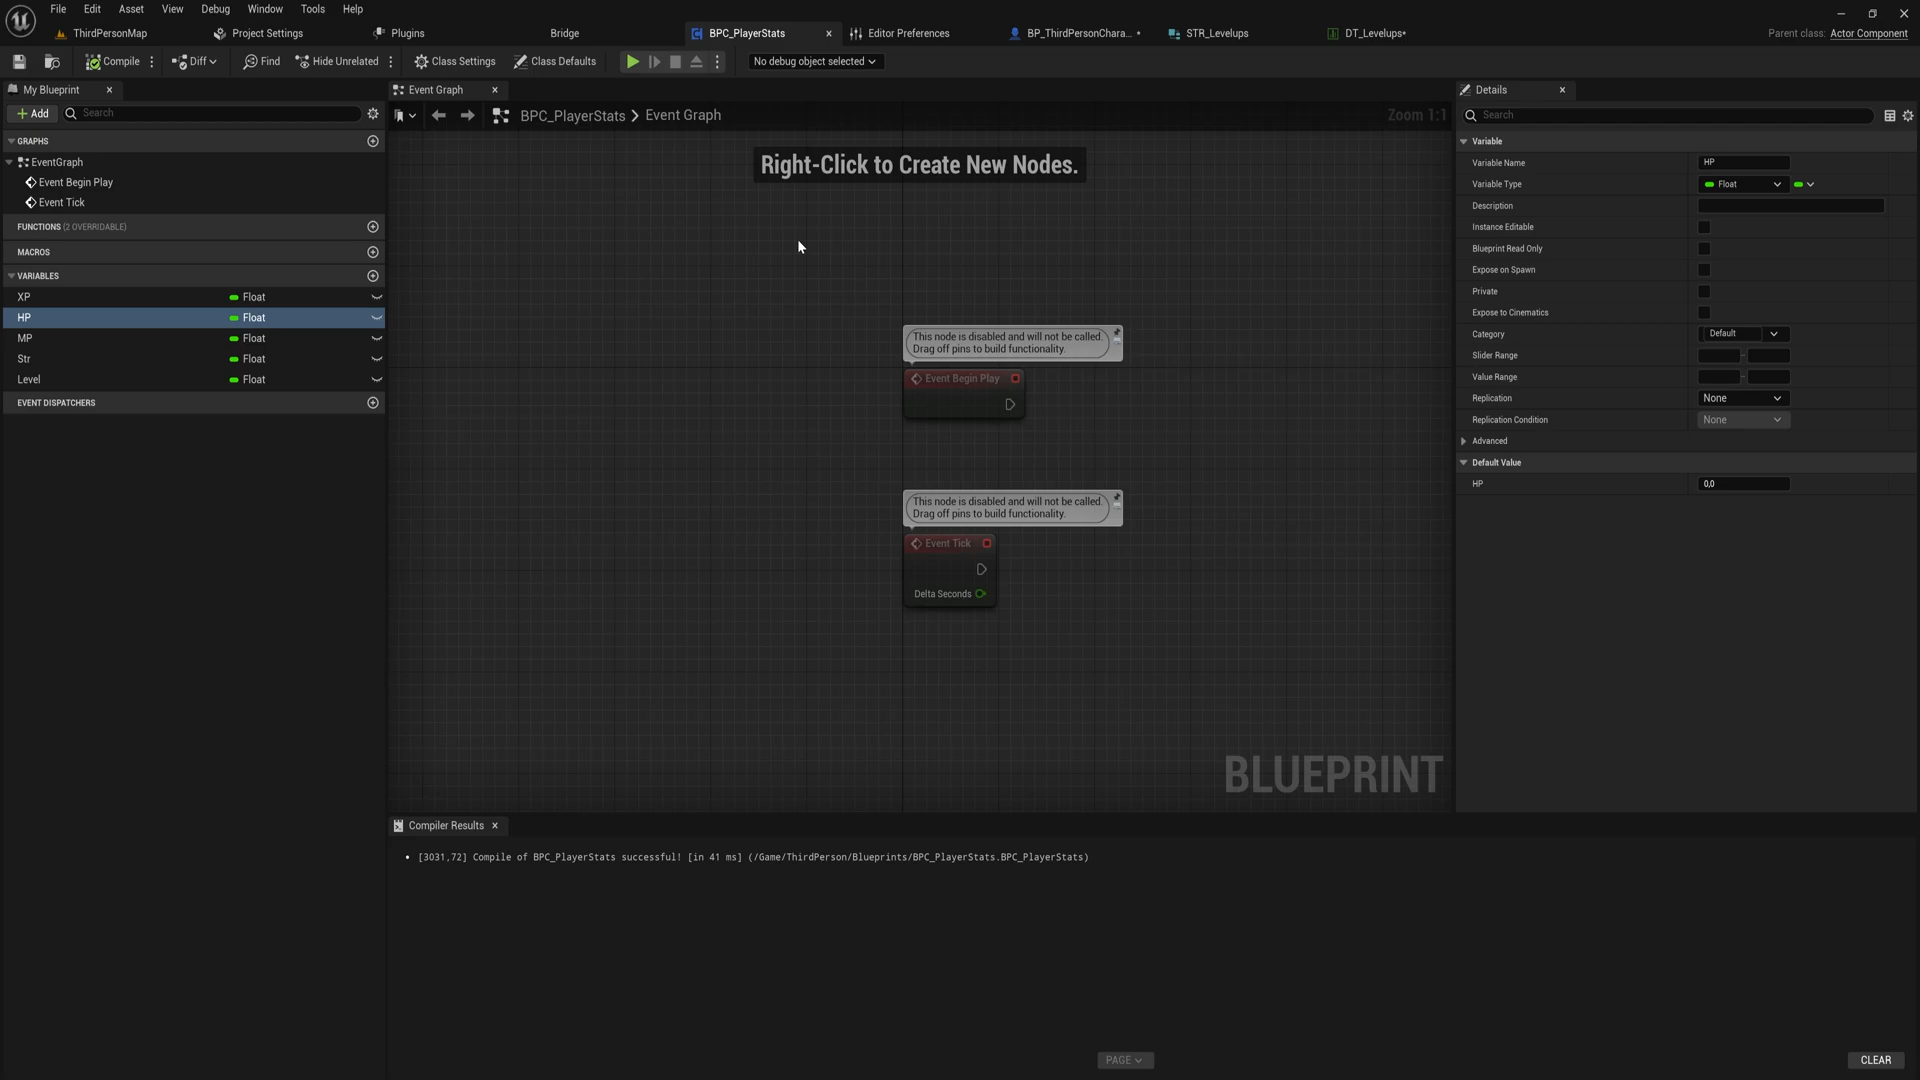 File Edit Asset View Debug Window Tools Help
ThirdPersonMap Project Settings Plugins Bridge BPC_PlayerStats Editor Preferences BP_ThirdPersonChara... • STR_Levelups DT_Levelups• Parent class: Actor Component
Compile Diff Find Hide Unrelated Class Settings Class Defaults No debug object selected
My Blueprint
Add Search
GRAPHS
EventGraph
Event Begin Play
Event Tick
FUNCTIONS (2 OVERRIDABLE)
MACROS
VARIABLES
XP Float
HP Float
MP Float
Str Float
Level Float
EVENT DISPATCHERS
Event Graph
BPC_PlayerStats > Event Graph Zoom 1:1
Right-Click to Create New Nodes.
This node is disabled and will not be called.
Drag off pins to build functionality.
Event Begin Play
This node is disabled and will not be called.
Drag off pins to build functionality.
Event Tick
Delta Seconds
BLUEPRINT
Details
Search
Variable
Variable Name HP
Variable Type Float
Description
Instance Editable
Blueprint Read Only
Expose on Spawn
Private
Expose to Cinematics
Category Default
Slider Range
Value Range
Replication None
Replication Condition None
Advanced
Default Value
HP 0,0
Compiler Results
• [3031,72] Compile of BPC_PlayerStats successful! [in 41 ms] (/Game/ThirdPerson/Blueprints/BPC_PlayerStats.BPC_PlayerStats)
PAGE CLEAR